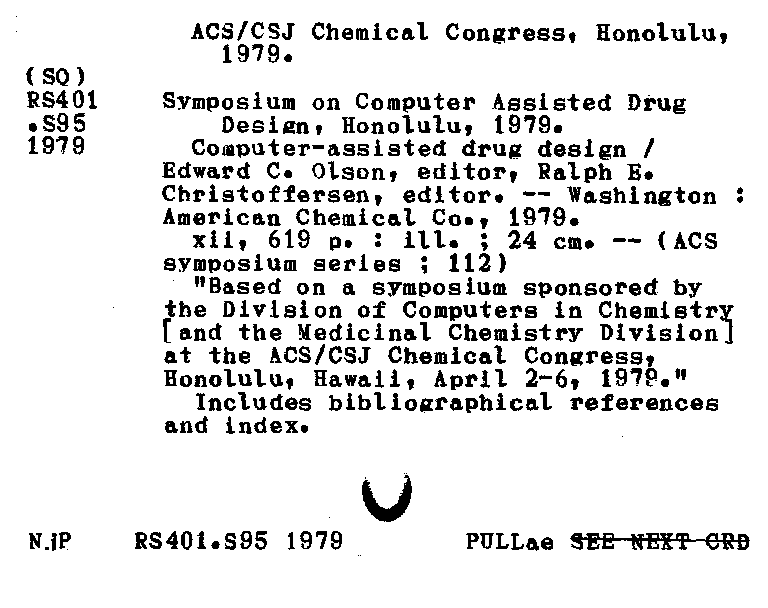 ACS/CSJ Chemical Congress, Honolulu,
1979.
(SQ)
RS401
.S95
1979
Symposium on Computer Assisted Drug
Design, Honolulu, 1979.
Computer-assisted drug design /
Edward C. Olson, editor, Ralph E.
Christoffersen, editor. -- Washington :
American Chemical Co., 1979.
xii, 619 p. : ill. ; 24 cm. -- (ACS
symposium series ; 112)
"Based on a symposium sponsored by
the Division of Computers in Chemistry
[and the Medicinal Chemistry Division]
at the ACS/CSJ Chemical Congress,
Honolulu, Hawaii, April 2-6, 1979."
Includes bibliographical references
and index.
NjP RS401.S95 1979 PULLae SEE NEXT CRD